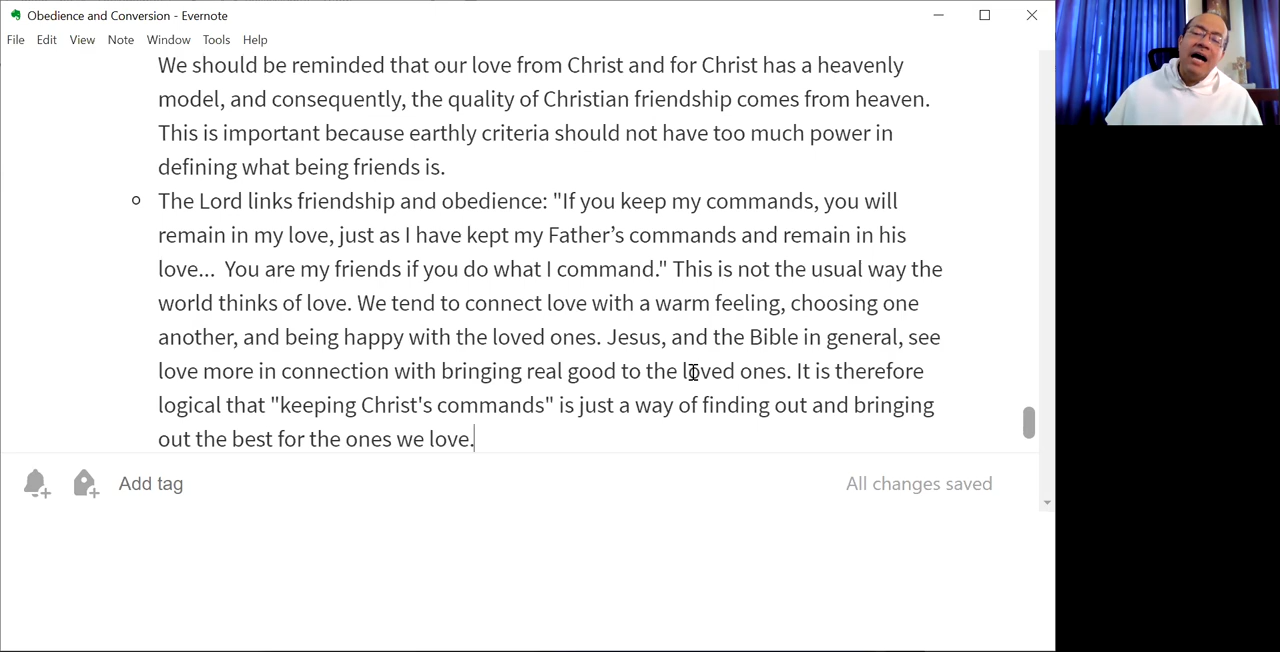 Obedience and Conversion - Evernote
File Edit View Note Window Tools Help
We should be reminded that our love from Christ and for Christ has a heavenly
model, and consequently, the quality of Christian friendship comes from heaven.
This is important because earthly criteria should not have too much power in
defining what being friends is.
The Lord links friendship and obedience: "If you keep my commands, you will
remain in my love, just as I have kept my Father’s commands and remain in his
love...  You are my friends if you do what I command." This is not the usual way the
world thinks of love. We tend to connect love with a warm feeling, choosing one
another, and being happy with the loved ones. Jesus, and the Bible in general, see
love more in connection with bringing real good to the loved ones. It is therefore
logical that "keeping Christ's commands" is just a way of finding out and bringing
out the best for the ones we love.
Add tag
All changes saved